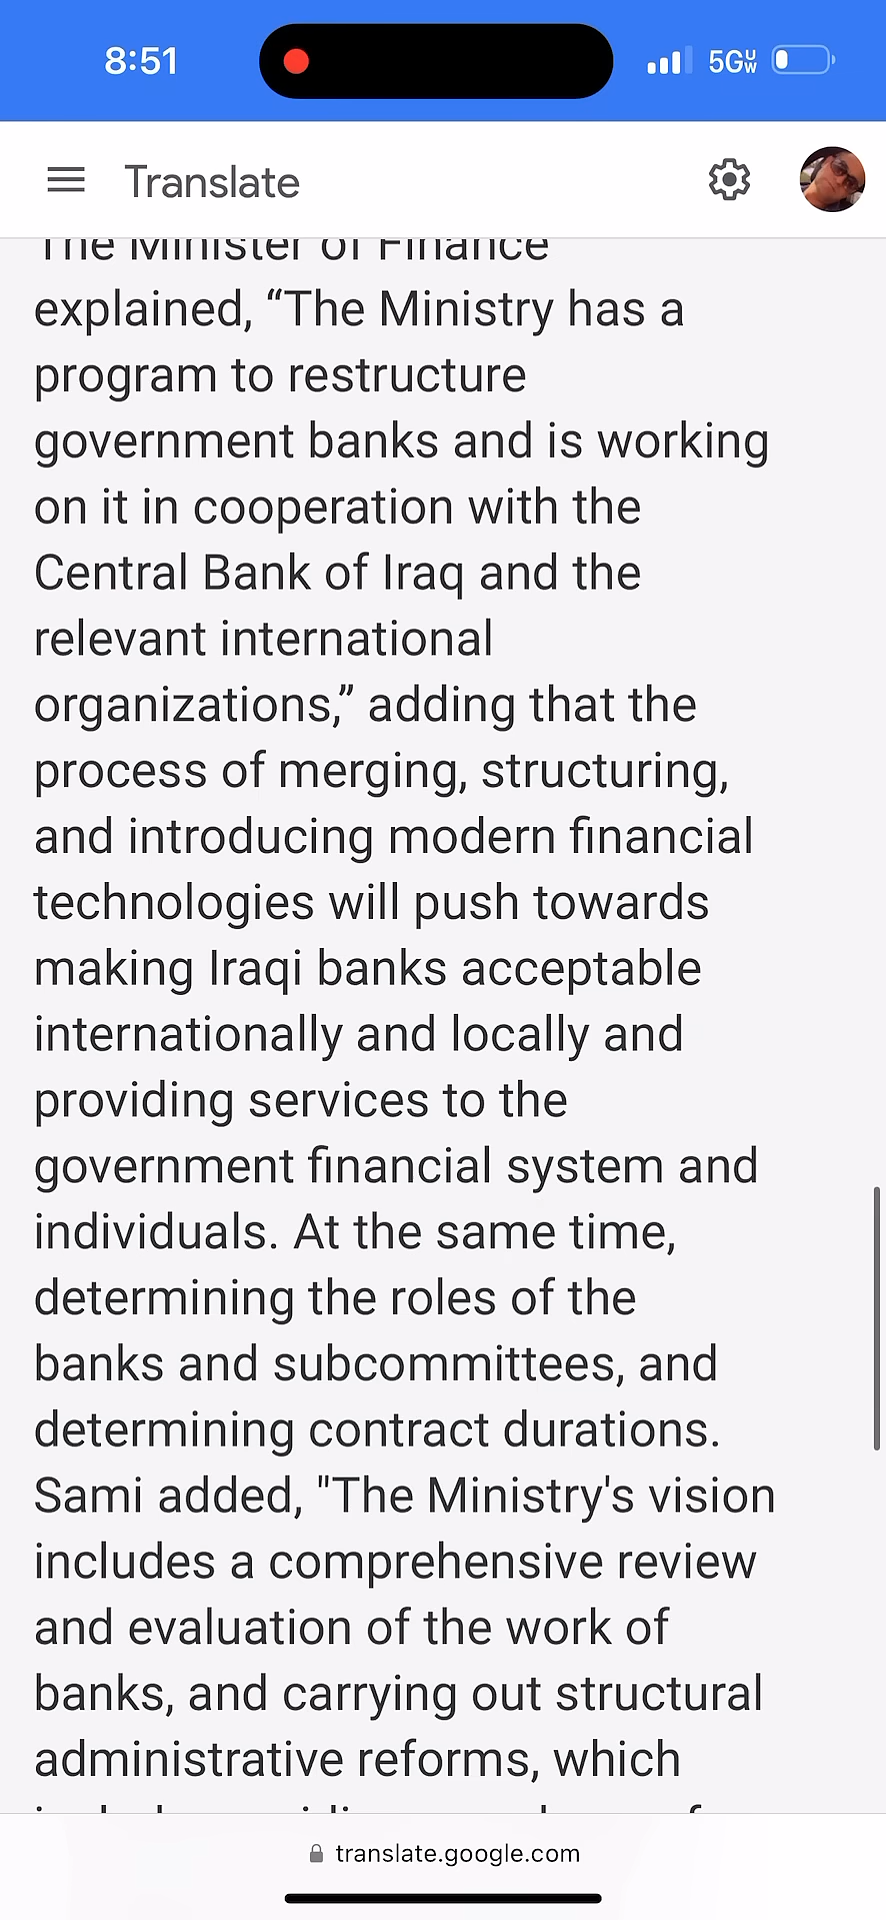 8:51
5G UW
Translate
The Minister of Finance
explained, “The Ministry has a
program to restructure
government banks and is working
on it in cooperation with the
Central Bank of Iraq and the
relevant international
organizations,” adding that the
process of merging, structuring,
and introducing modern financial
technologies will push towards
making Iraqi banks acceptable
internationally and locally and
providing services to the
government financial system and
individuals. At the same time,
determining the roles of the
banks and subcommittees, and
determining contract durations.
Sami added, "The Ministry's vision
includes a comprehensive review
and evaluation of the work of
banks, and carrying out structural
administrative reforms, which
translate.google.com